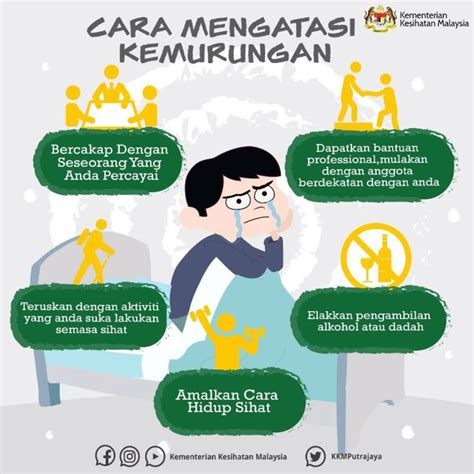 CARA MENGATASI
KEMURUNGAN
Kementerian
Kesihatan Malaysia
Bercakap Dengan
Seseorang Yang
Anda Percayai
Dapatkan bantuan
professional,mulakan
dengan anggota
berdekatan dengan anda
Teruskan dengan aktiviti
yang anda suka lakukan
semasa sihat
Elakkan pengambilan
alkohol atau dadah
Amalkan Cara
Hidup Sihat
Kementerian Kesihatan Malaysia
KKMPutrajaya